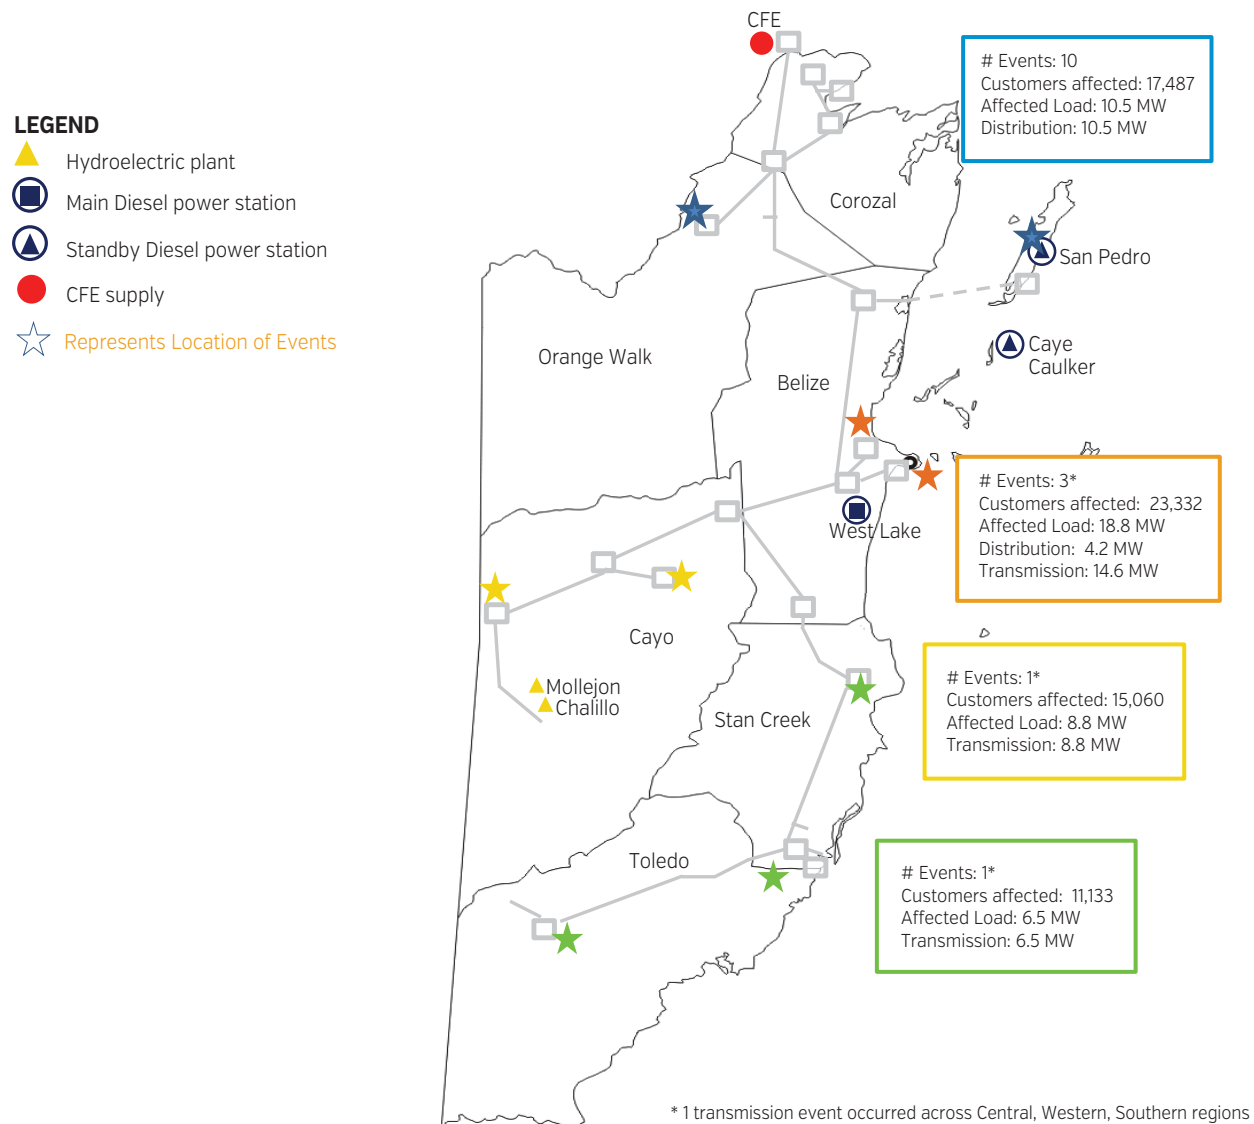 CFE
# Events: 10
Customers affected: 17,487
Affected Load: 10.5 MW
Distribution: 10.5 MW
LEGEND
Hydroelectric plant
Main Diesel power station
Standby Diesel power station
CFE supply
Represents Location of Events
Corozal
San Pedro
Orange Walk
Caye
Caulker
Belize
# Events: 3*
Customers affected: 23,332
Affected Load: 18.8 MW
Distribution: 4.2 MW
Transmission: 14.6 MW
West Lake
Cayo
Mollejon
Chalillo
Stan Creek
# Events: 1*
Customers affected: 15,060
Affected Load: 8.8 MW
Transmission: 8.8 MW
Toledo
# Events: 1*
Customers affected: 11,133
Affected Load: 6.5 MW
Transmission: 6.5 MW
* 1 transmission event occurred across Central, Western, Southern regions